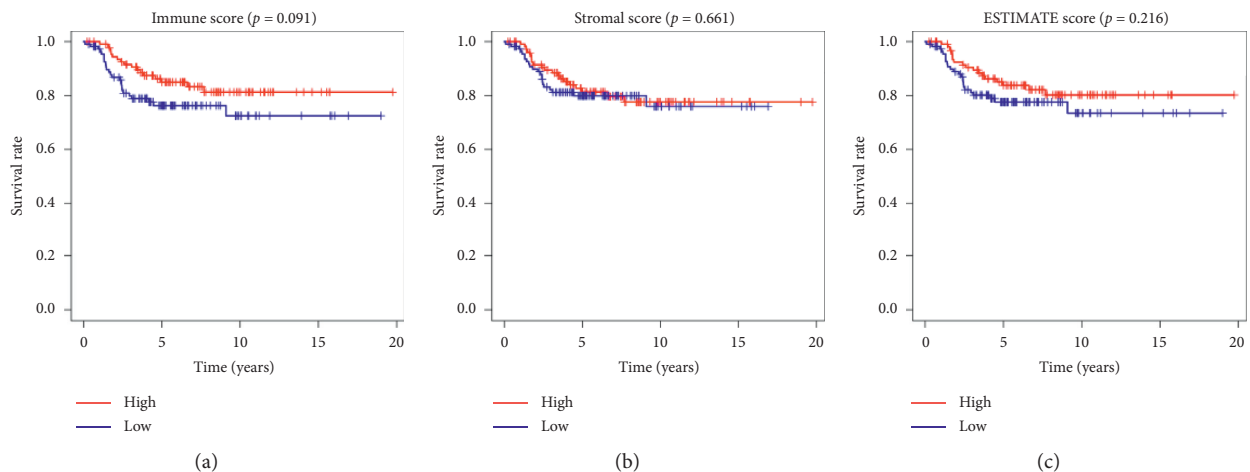 Immune score (p = 0.091)
1.0
0.8
0.6
0.4
0.2
0.0
Survival rate
0 5 10 15 20
Time (years)
High
Low
(a)
Stromal score (p = 0.661)
1.0
0.8
0.6
0.4
0.2
0.0
Survival rate
0 5 10 15 20
Time (years)
High
Low
(b)
ESTIMATE score (p = 0.216)
1.0
0.8
0.6
0.4
0.2
0.0
Survival rate
0 5 10 15 20
Time (years)
High
Low
(c)